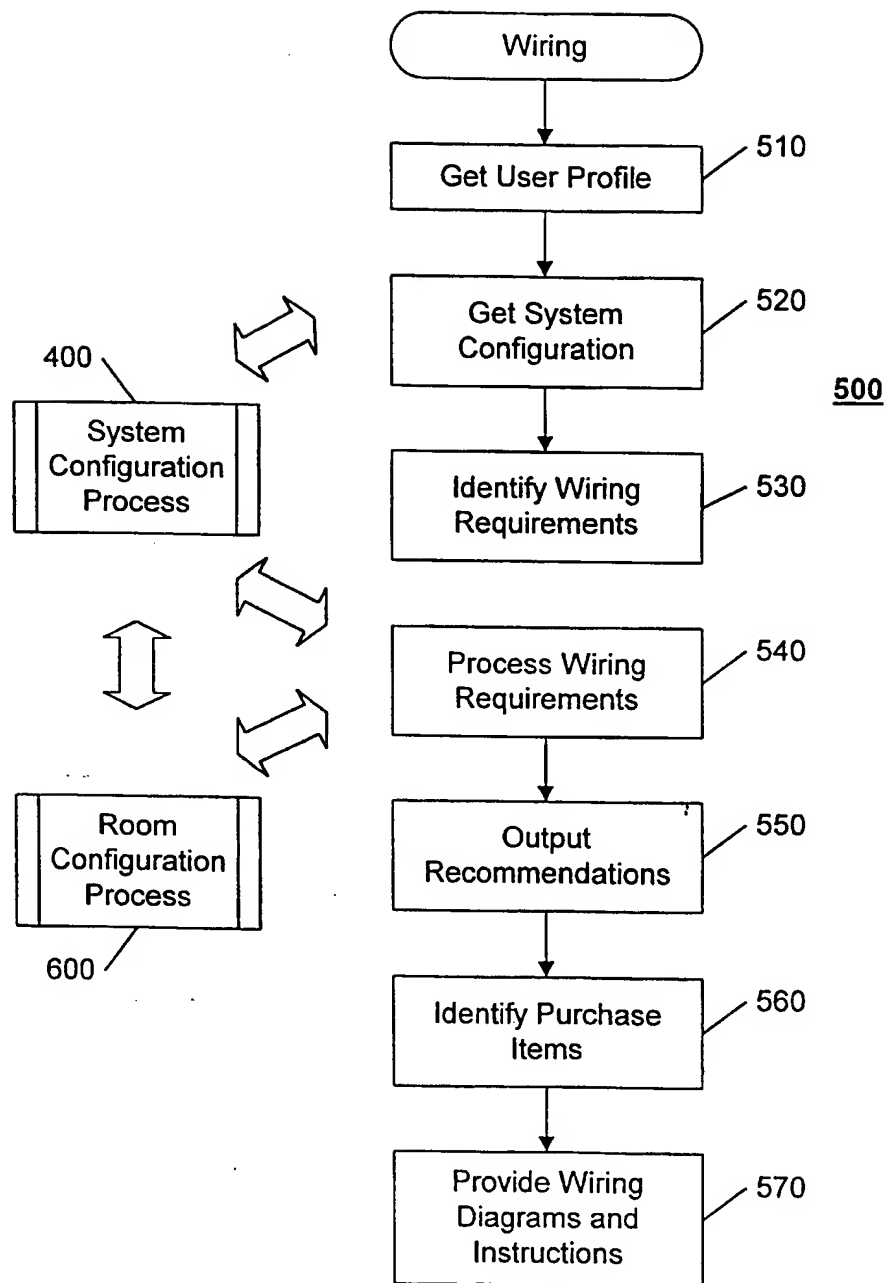 Wiring
510
Get User Profile
520
Get System
Configuration
400
500
System
Configuration
Process
530
Identify Wiring
Requirements
540
Process Wiring
Requirements
Room
Configuration
Process
600
550
Output
Recommendations
560
Identify Purchase
Items
570
Provide Wiring
Diagrams and
Instructions